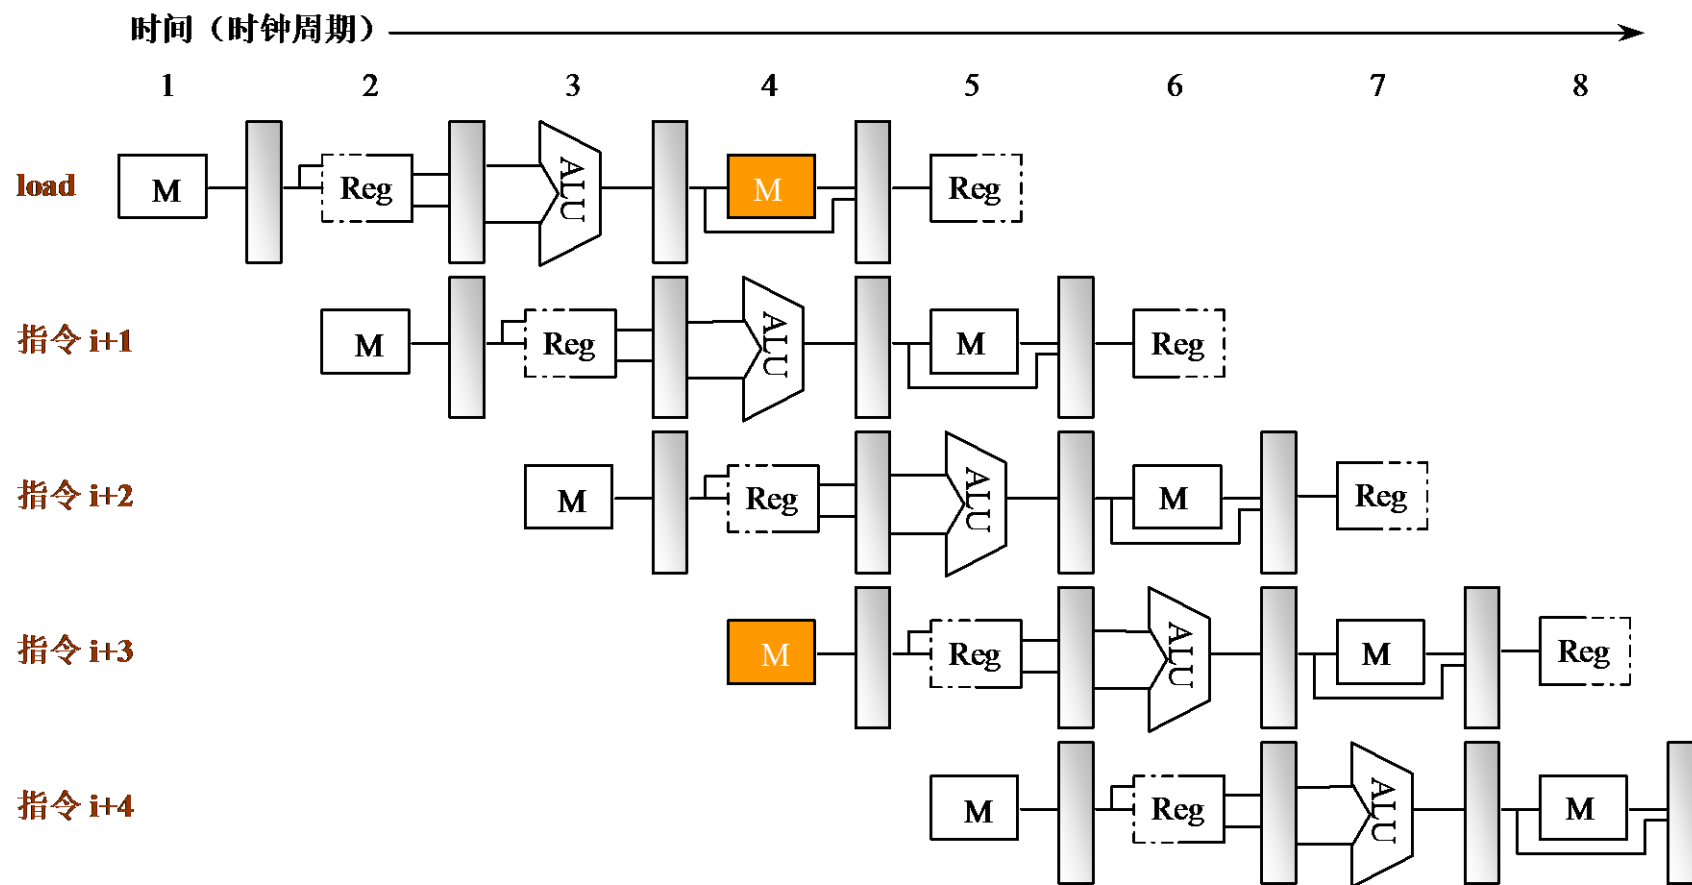 时间（时钟周期）
1 2 3 4 5 6 7 8
load M Reg ALU M Reg
指令 i+1 M Reg ALU M Reg
指令 i+2 M Reg ALU M Reg
指令 i+3 M Reg ALU M Reg
指令 i+4 M Reg ALU M